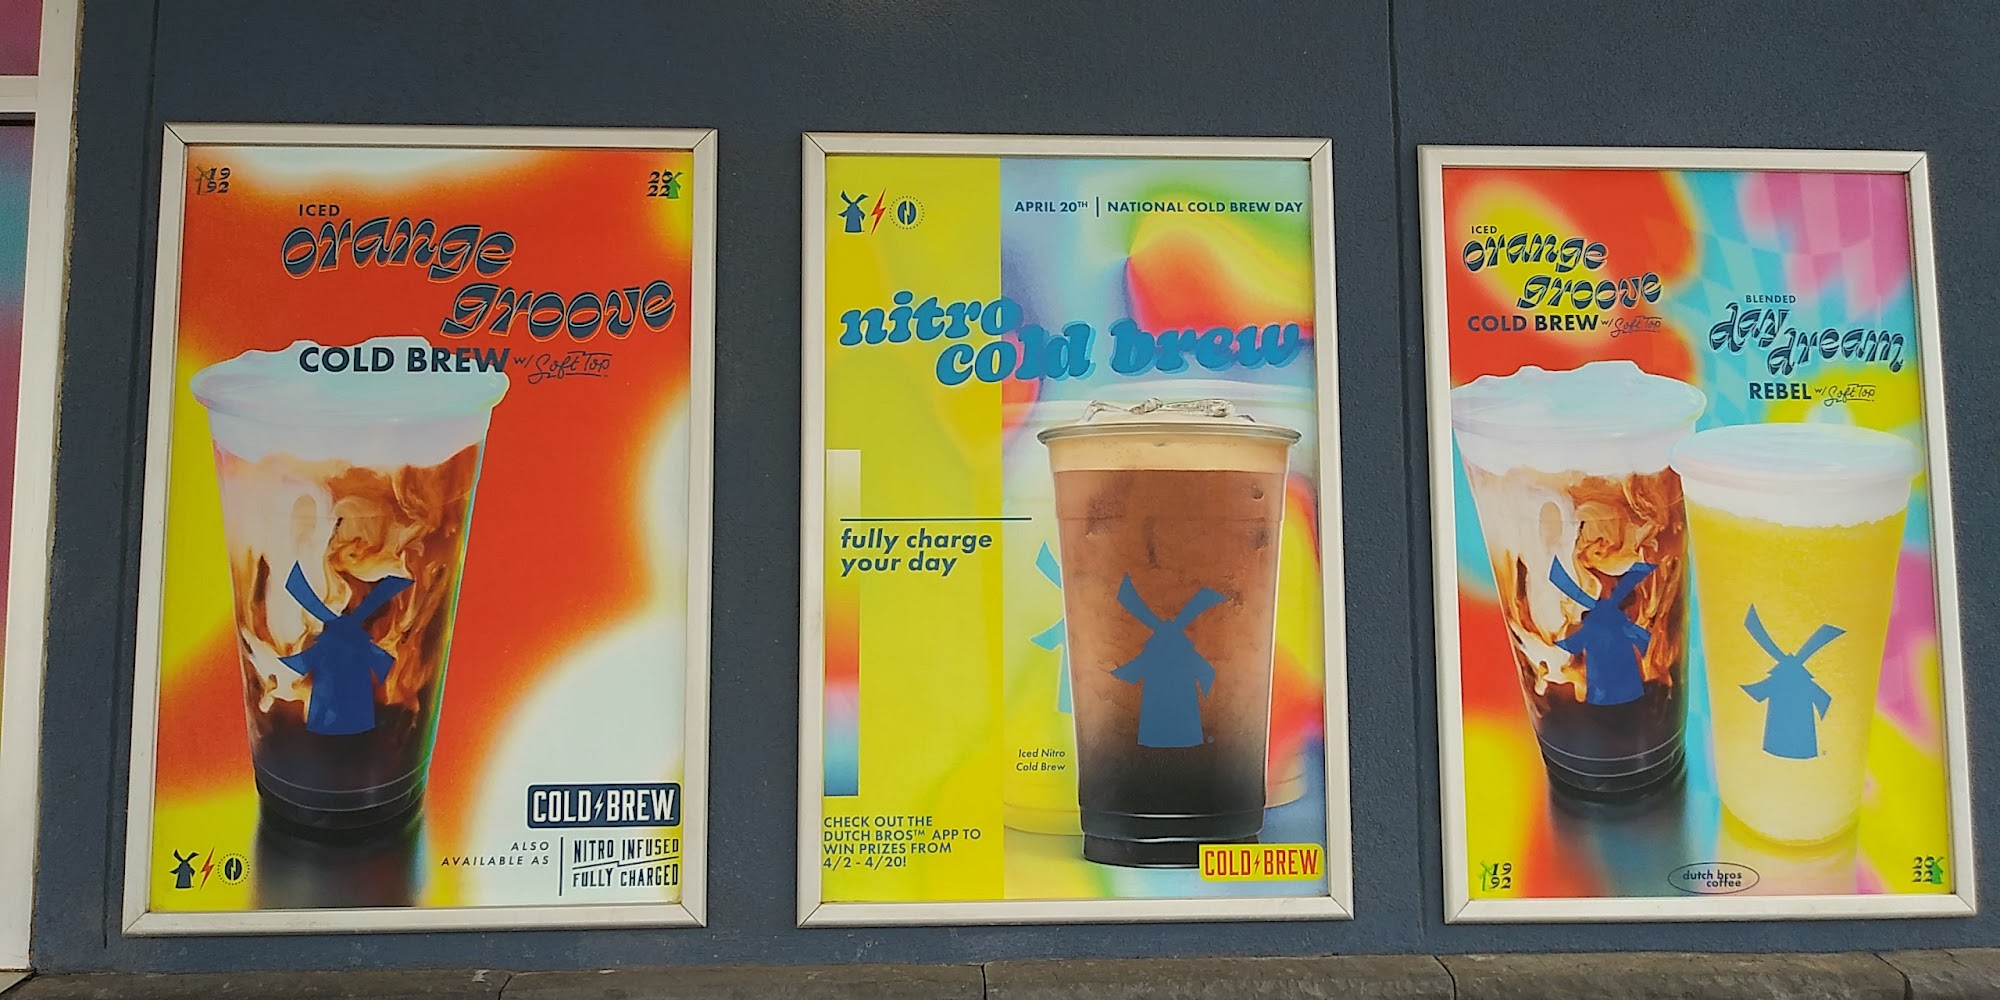 19
92
20
22
ICED
orange
groove
COLD BREW w/ Soft Top
COLD BREW
ALSO
AVAILABLE AS
NITRO INFUSED
FULLY CHARGED
APRIL 20TH | NATIONAL COLD BREW DAY
nitro
cold brew
fully charge
your day
Iced Nitro
Cold Brew
CHECK OUT THE
DUTCH BROS™ APP TO
WIN PRIZES FROM
4/2 - 4/20!
COLD BREW
ICED
orange
groove
COLD BREW w/ Soft Top
BLENDED
day
dream
REBEL w/ Soft Top
19
92
dutch bros
coffee
20
22